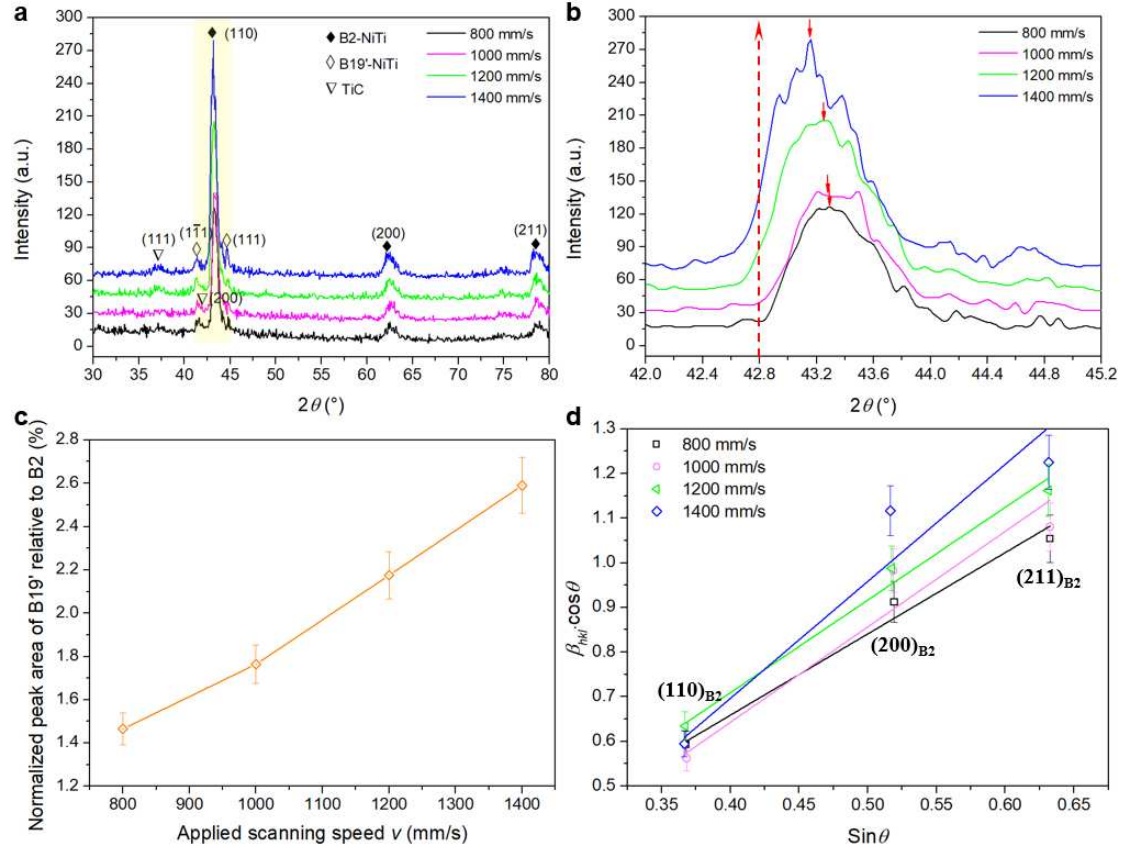 a
300
270
240
210
180
150
120
90
60
30
0
Intensity (a.u.)
(110)
◆ B2-NiTi
◇ B19'-NiTi
▽ TiC
800 mm/s
1000 mm/s
1200 mm/s
1400 mm/s
(111)
(11̄1)
(111)
(200)
(200)
(211)
30 35 40 45 50 55 60 65 70 75 80
2θ (°)
b
300
270
240
210
180
150
120
90
60
30
0
Intensity (a.u.)
800 mm/s
1000 mm/s
1200 mm/s
1400 mm/s
42.0 42.4 42.8 43.2 43.6 44.0 44.4 44.8 45.2
2θ (°)
c
2.8
2.6
2.4
2.2
2.0
1.8
1.6
1.4
1.2
Normalized peak area of B19' relative to B2 (%)
800 900 1000 1100 1200 1300 1400
Applied scanning speed v (mm/s)
d
1.3
1.2
1.1
1.0
0.9
0.8
0.7
0.6
0.5
βhkl·cosθ
800 mm/s
1000 mm/s
1200 mm/s
1400 mm/s
(110)B2
(200)B2
(211)B2
0.35 0.40 0.45 0.50 0.55 0.60 0.65
Sinθ